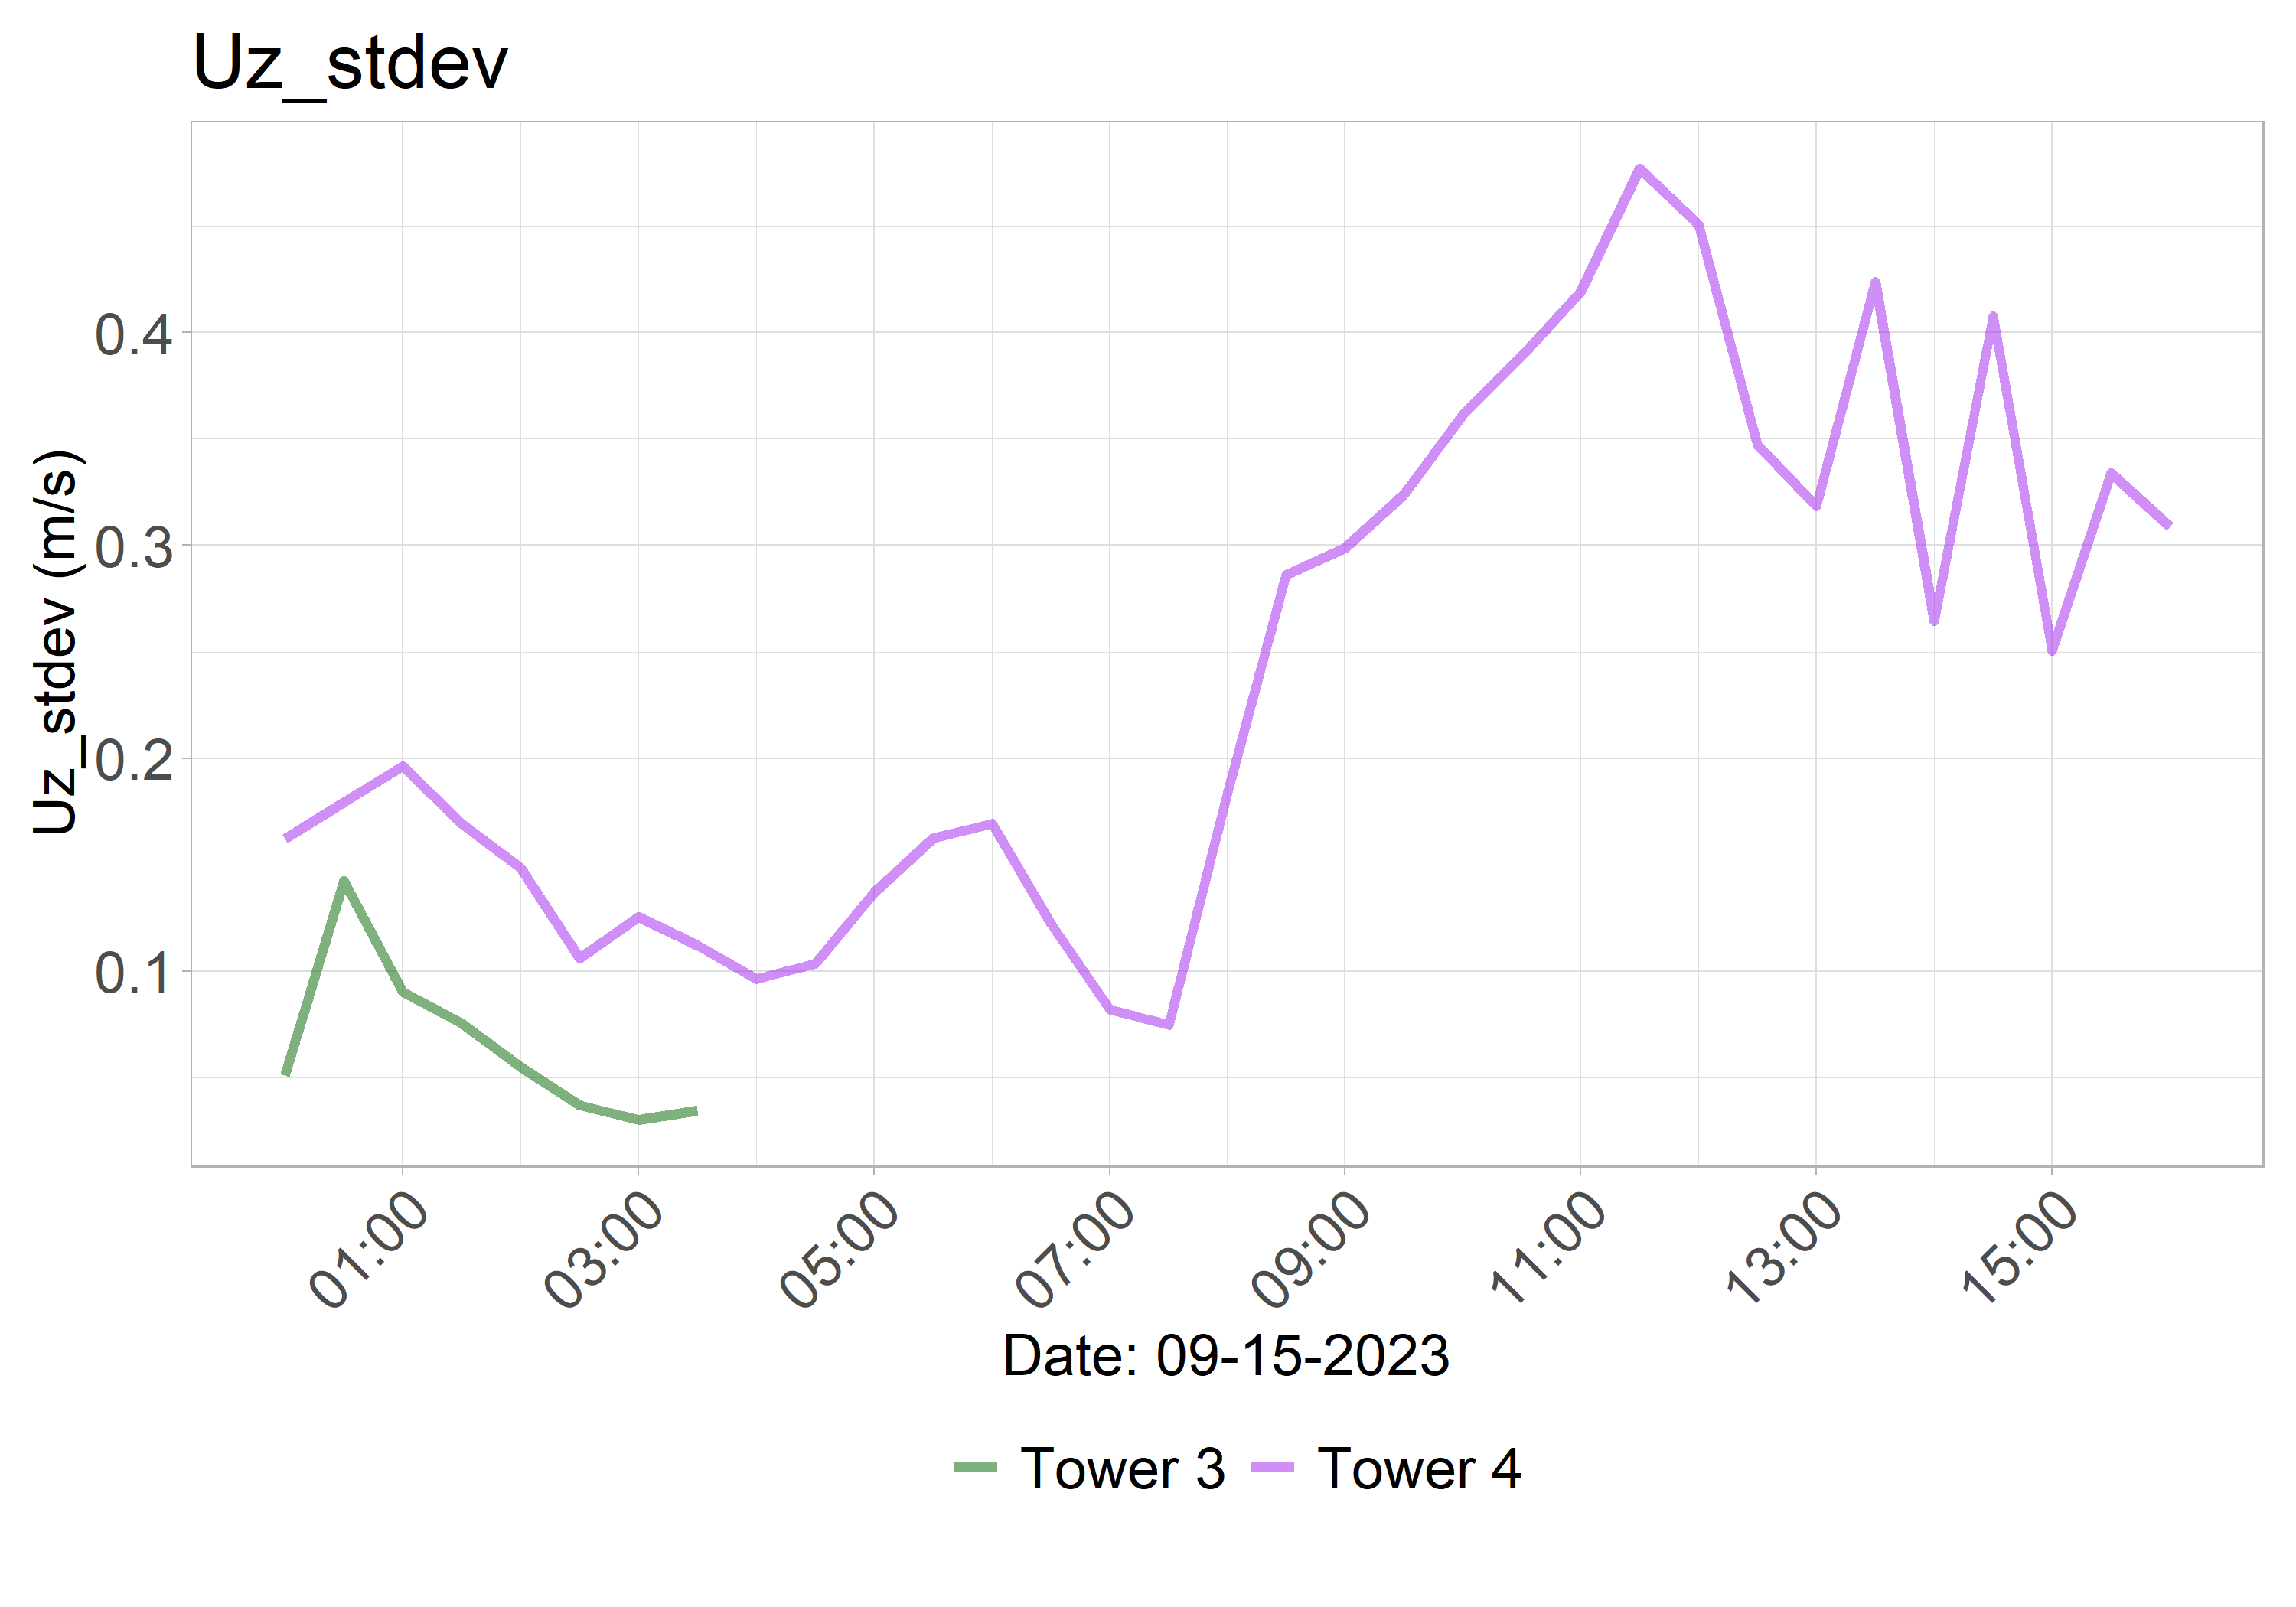 Uz_stdev
Uz_stdev (m/s)
0.4
0.3
0.2
0.1
01:00 03:00 05:00 07:00 09:00 11:00 13:00 15:00
Date: 09-15-2023
Tower 3 Tower 4